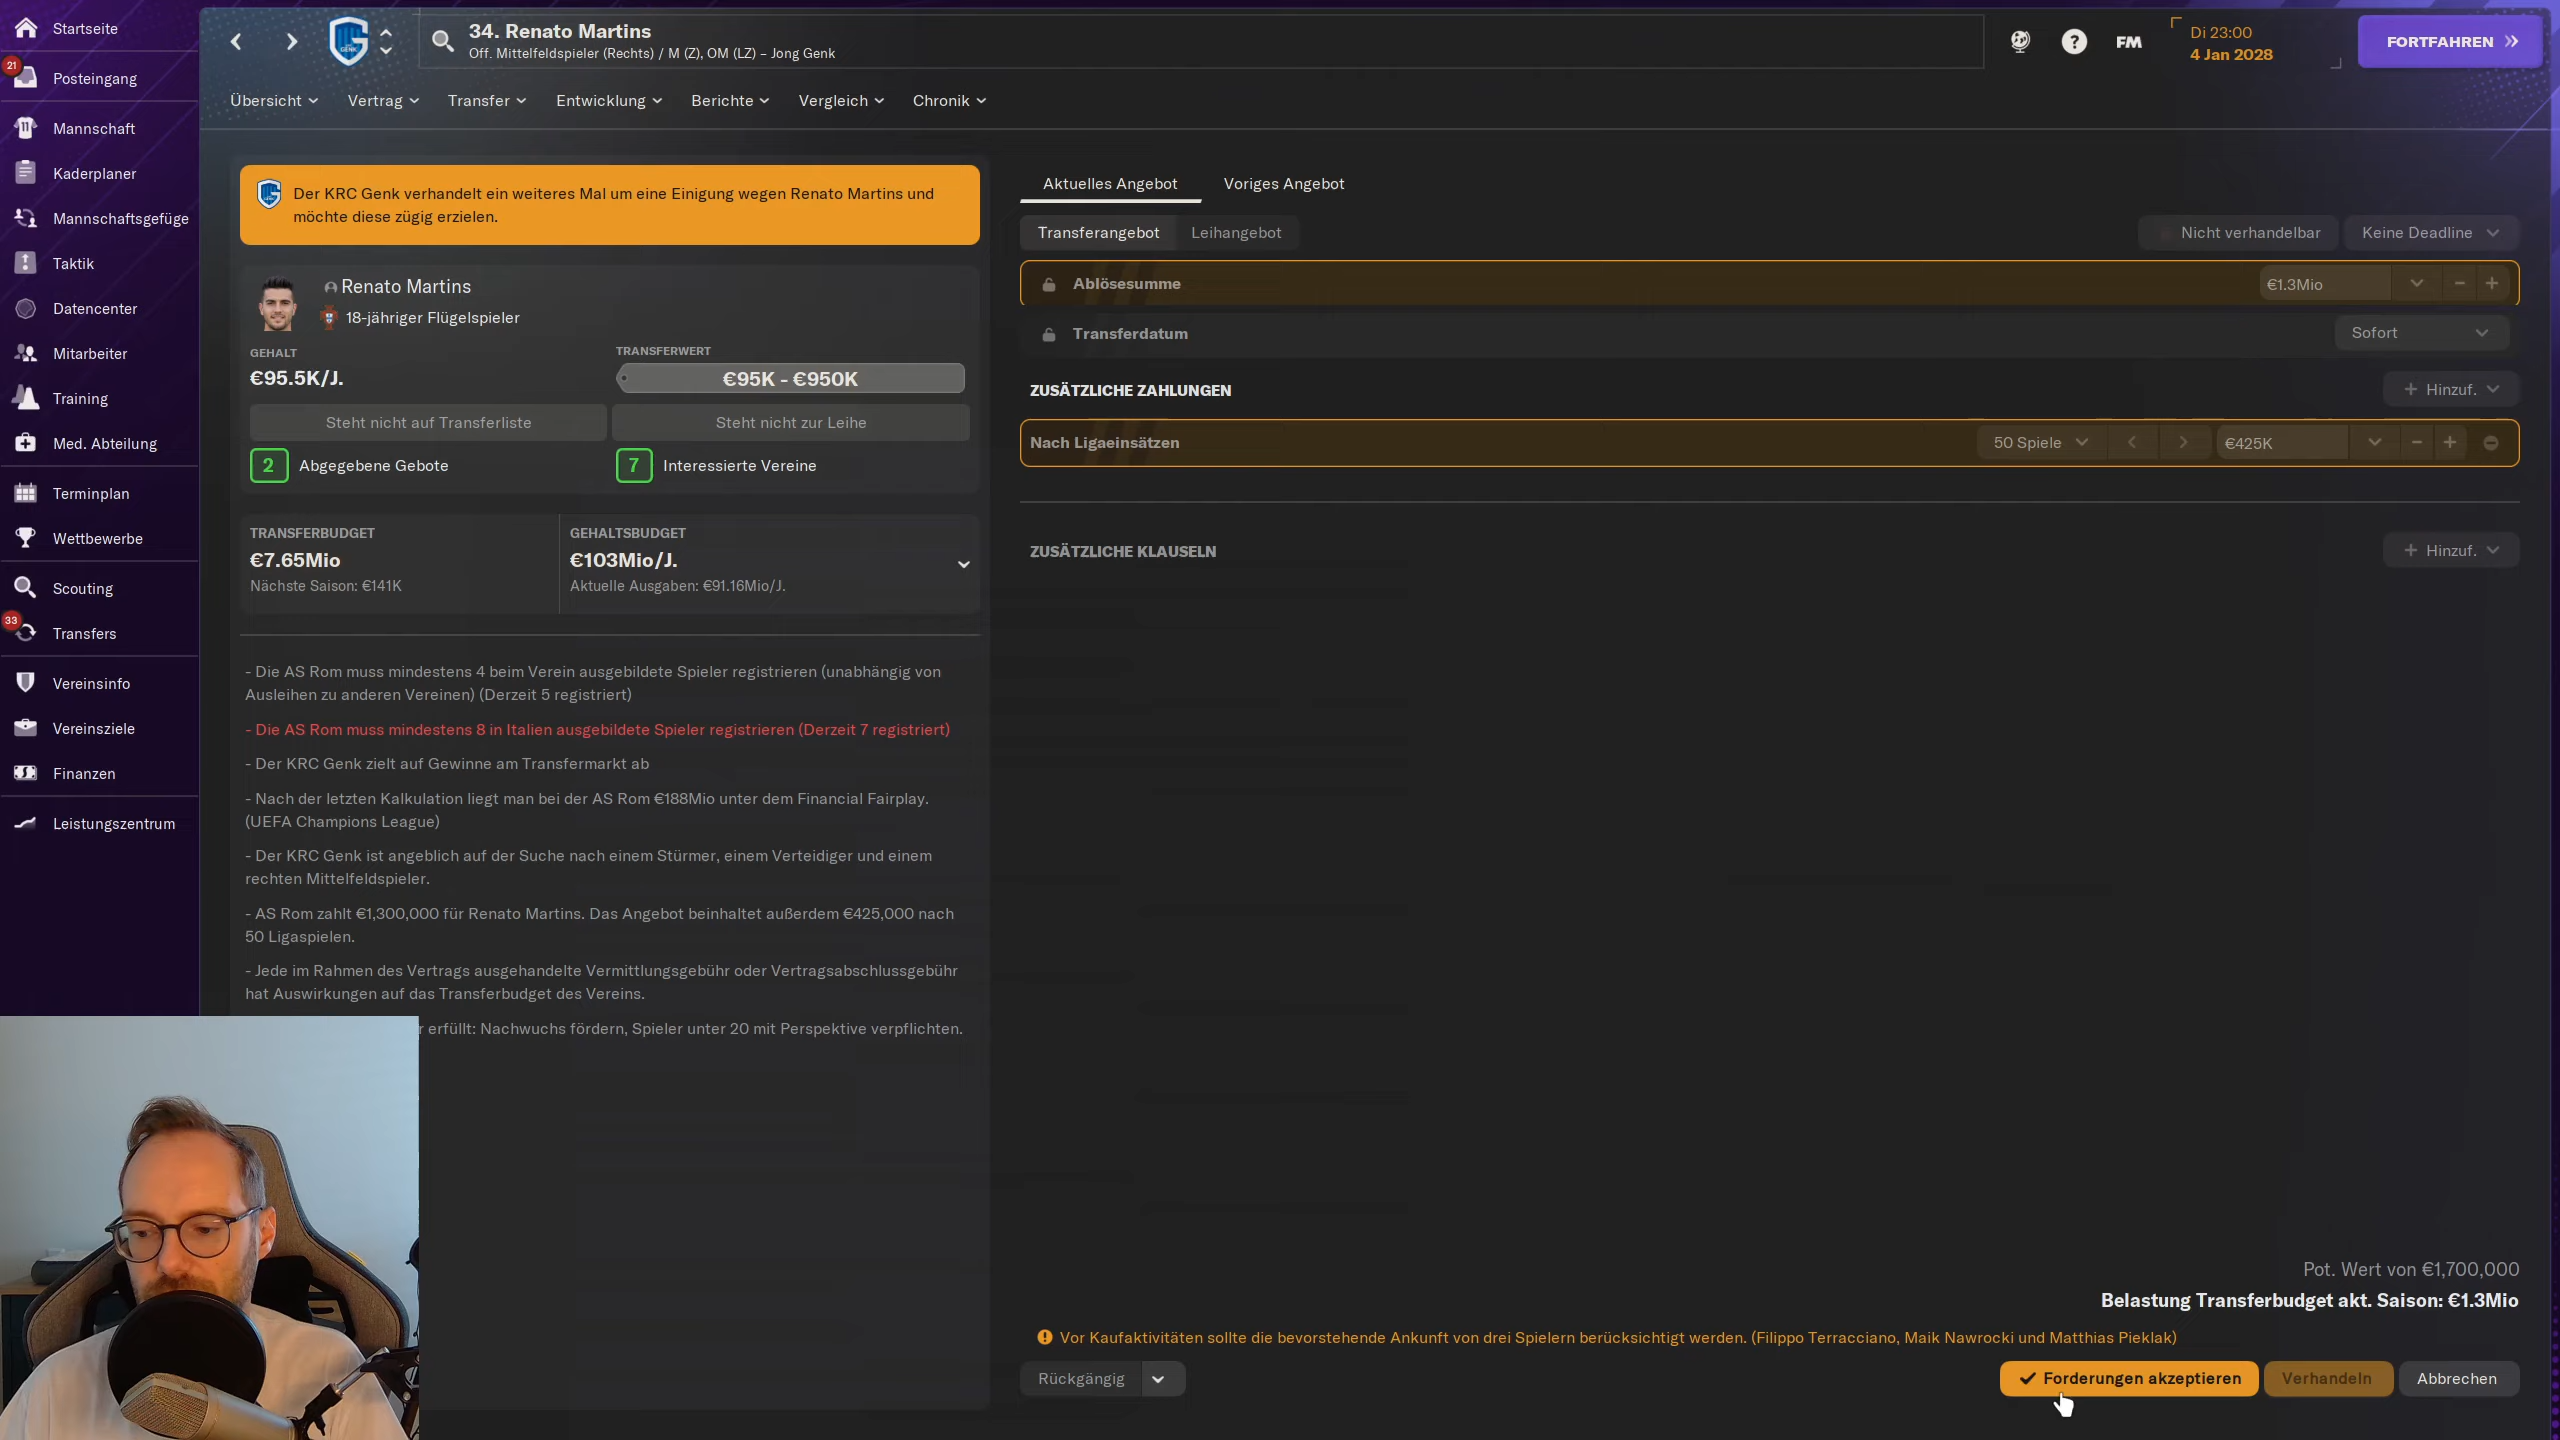 Startseite
21
Posteingang
Mannschaft
Kaderplaner
Mannschaftsgefüge
Taktik
Datencenter
Mitarbeiter
Training
Med. Abteilung
Terminplan
Wettbewerbe
Scouting
33
Transfers
Vereinsinfo
Vereinsziele
Finanzen
Leistungszentrum
34. Renato Martins
Off. Mittelfeldspieler (Rechts) / M (Z), OM (LZ) – Jong Genk
FM
Di 23:00
4 Jan 2028
FORTFAHREN
Übersicht
Vertrag
Transfer
Entwicklung
Berichte
Vergleich
Chronik
Der KRC Genk verhandelt ein weiteres Mal um eine Einigung wegen Renato Martins und
möchte diese zügig erzielen.
Renato Martins
18-jähriger Flügelspieler
GEHALT
€95.5K/J.
TRANSFERWERT
€95K - €950K
Steht nicht auf Transferliste
Steht nicht zur Leihe
2 Abgegebene Gebote
7 Interessierte Vereine
TRANSFERBUDGET
€7.65Mio
Nächste Saison: €141K
GEHALTSBUDGET
€103Mio/J.
Aktuelle Ausgaben: €91.16Mio/J.
- Die AS Rom muss mindestens 4 beim Verein ausgebildete Spieler registrieren (unabhängig von
Ausleihen zu anderen Vereinen) (Derzeit 5 registriert)
- Die AS Rom muss mindestens 8 in Italien ausgebildete Spieler registrieren (Derzeit 7 registriert)
- Der KRC Genk zielt auf Gewinne am Transfermarkt ab
- Nach der letzten Kalkulation liegt man bei der AS Rom €188Mio unter dem Financial Fairplay.
(UEFA Champions League)
- Der KRC Genk ist angeblich auf der Suche nach einem Stürmer, einem Verteidiger und einem
rechten Mittelfeldspieler.
- AS Rom zahlt €1,300,000 für Renato Martins. Das Angebot beinhaltet außerdem €425,000 nach
50 Ligaspielen.
- Jede im Rahmen des Vertrags ausgehandelte Vermittlungsgebühr oder Vertragsabschlussgebühr
hat Auswirkungen auf das Transferbudget des Vereins.
r erfüllt: Nachwuchs fördern, Spieler unter 20 mit Perspektive verpflichten.
Aktuelles Angebot
Voriges Angebot
Transferangebot
Leihangebot
Nicht verhandelbar
Keine Deadline
Ablösesumme
€1.3Mio
Transferdatum
Sofort
ZUSÄTZLICHE ZAHLUNGEN
+ Hinzuf.
Nach Ligaeinsätzen
50 Spiele
€425K
ZUSÄTZLICHE KLAUSELN
+ Hinzuf.
Pot. Wert von €1,700,000
Belastung Transferbudget akt. Saison: €1.3Mio
Vor Kaufaktivitäten sollte die bevorstehende Ankunft von drei Spielern berücksichtigt werden. (Filippo Terracciano, Maik Nawrocki und Matthias Pieklak)
Rückgängig
Forderungen akzeptieren
Verhandeln
Abbrechen